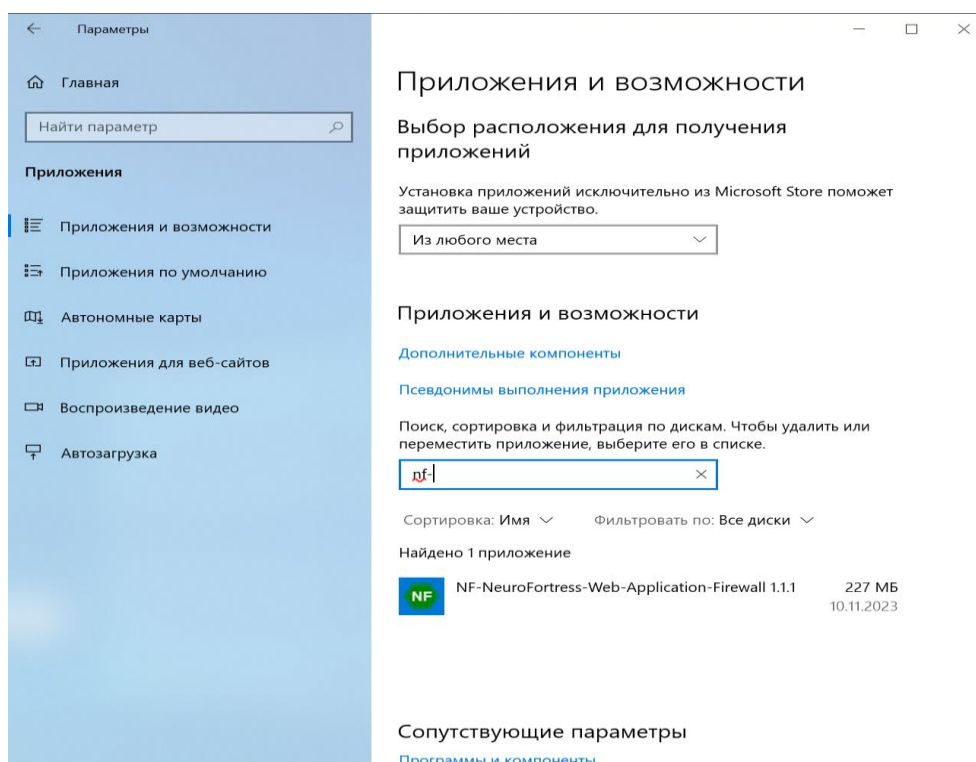 Параметры
Главная
Найти параметр
Приложения
Приложения и возможности
Приложения по умолчанию
Автономные карты
Приложения для веб-сайтов
Воспроизведение видео
Автозагрузка
Приложения и возможности
Выбор расположения для получения
приложений
Установка приложений исключительно из Microsoft Store поможет
защитить ваше устройство.
Из любого места
Приложения и возможности
Дополнительные компоненты
Псевдонимы выполнения приложения
Поиск, сортировка и фильтрация по дискам. Чтобы удалить или
переместить приложение, выберите его в списке.
nf-
Сортировка: Имя Фильтровать по: Все диски
Найдено 1 приложение
NF NF-NeuroFortress-Web-Application-Firewall 1.1.1 227 МБ
10.11.2023
Сопутствующие параметры
Программы и компоненты